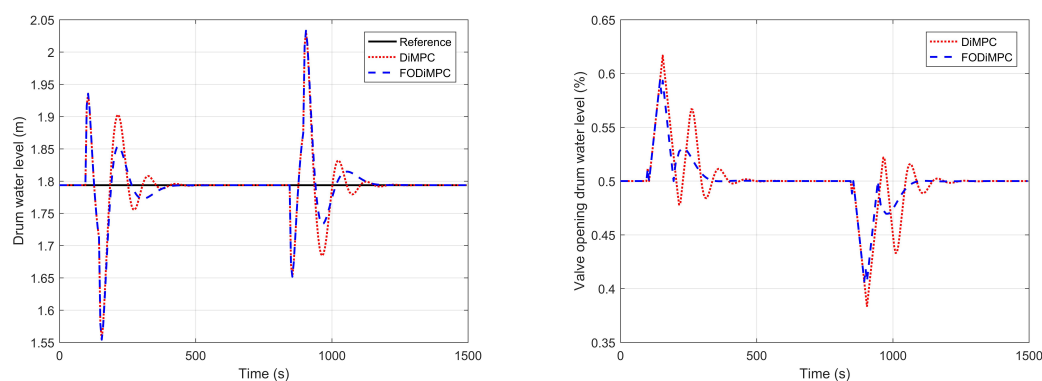 2.05
2
1.95
1.9
1.85
1.8
1.75
1.7
1.65
1.6
1.55
Drum water level (m)
0
500
1000
1500
Time (s)
Reference
DiMPC
FODiMPC
0.65
0.6
0.55
0.5
0.45
0.4
0.35
Valve opening drum water level (%)
0
500
1000
1500
Time (s)
DiMPC
FODiMPC